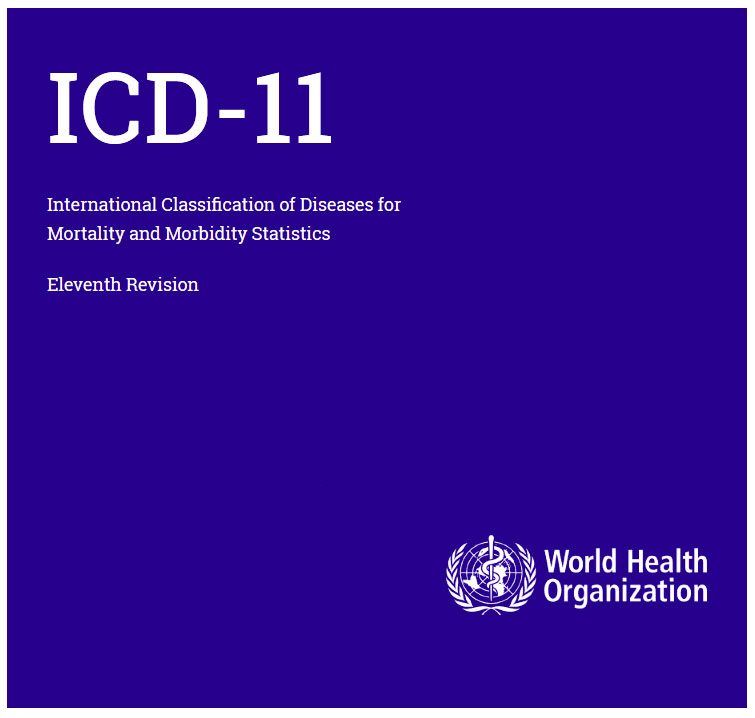 ICD-11
International Classification of Diseases for
Mortality and Morbidity Statistics
Eleventh Revision
World Health
Organization